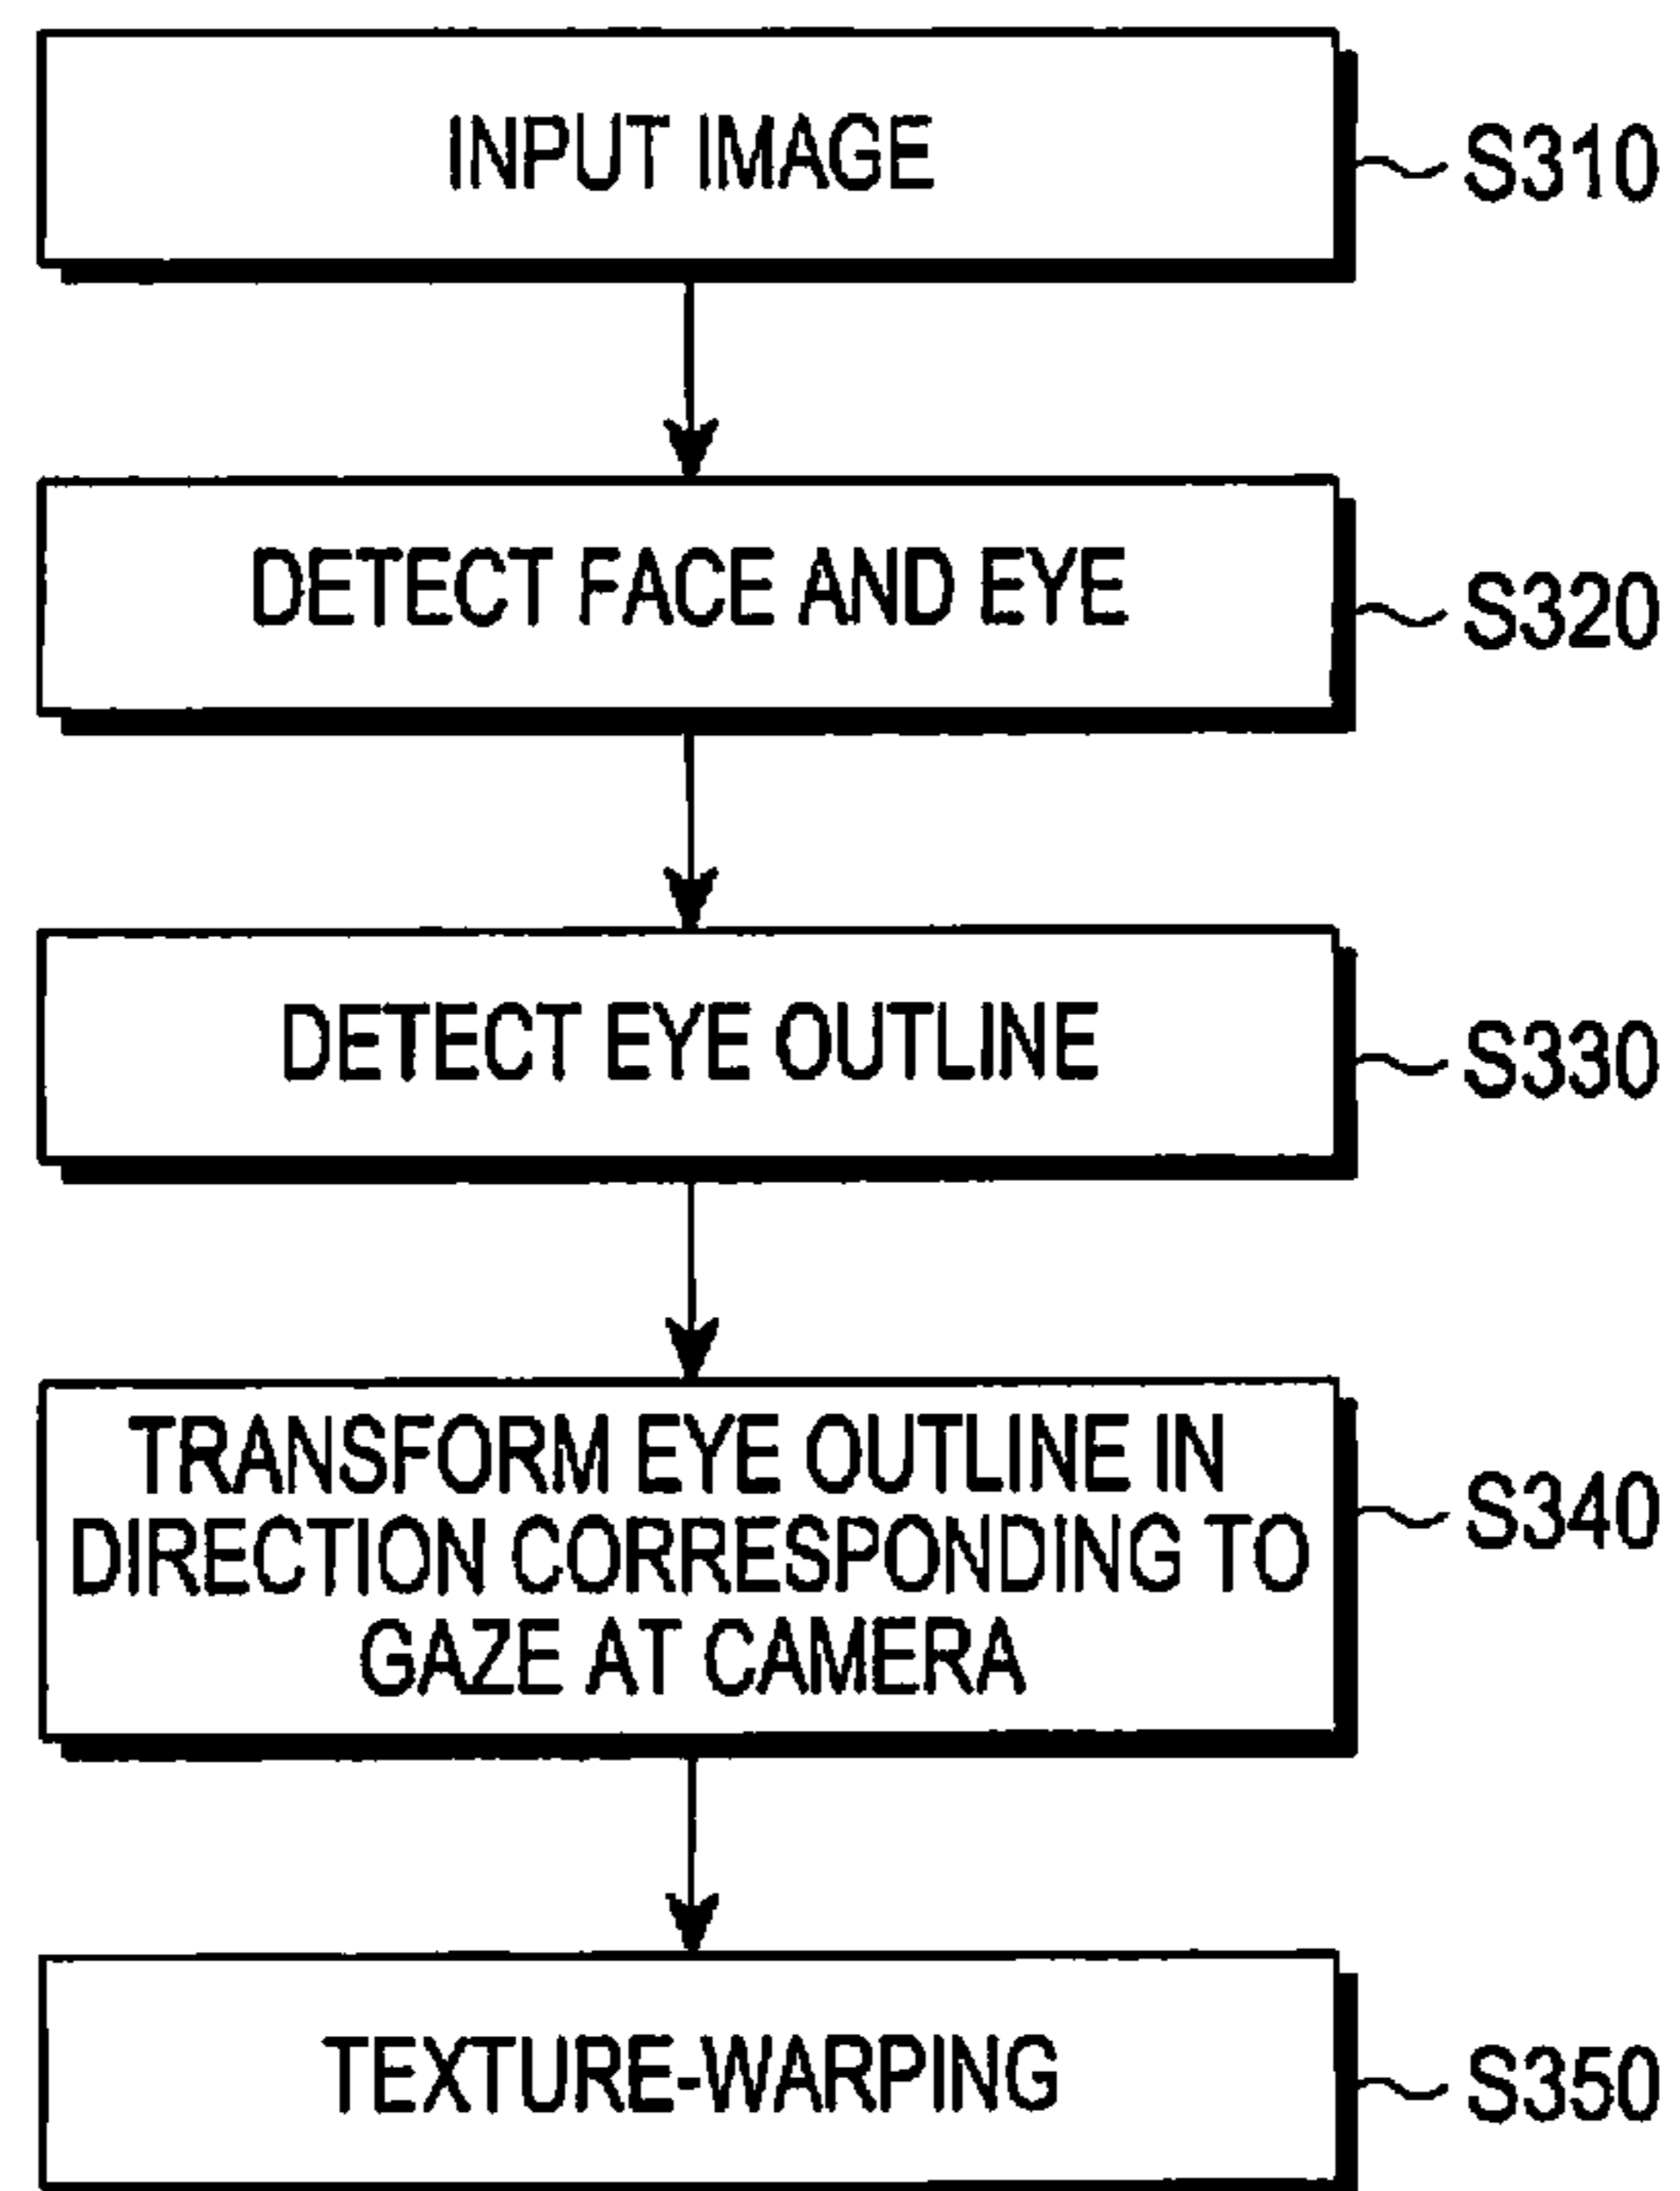 INPUT IMAGE
S310
DETECT FACE AND EYE
S320
DETECT EYE OUTLINE
S330
TRANSFORM EYE OUTLINE IN
DIRECTION CORRESPONDING TO
GAZE AT CAMERA
S340
TEXTURE-WARPING
S350